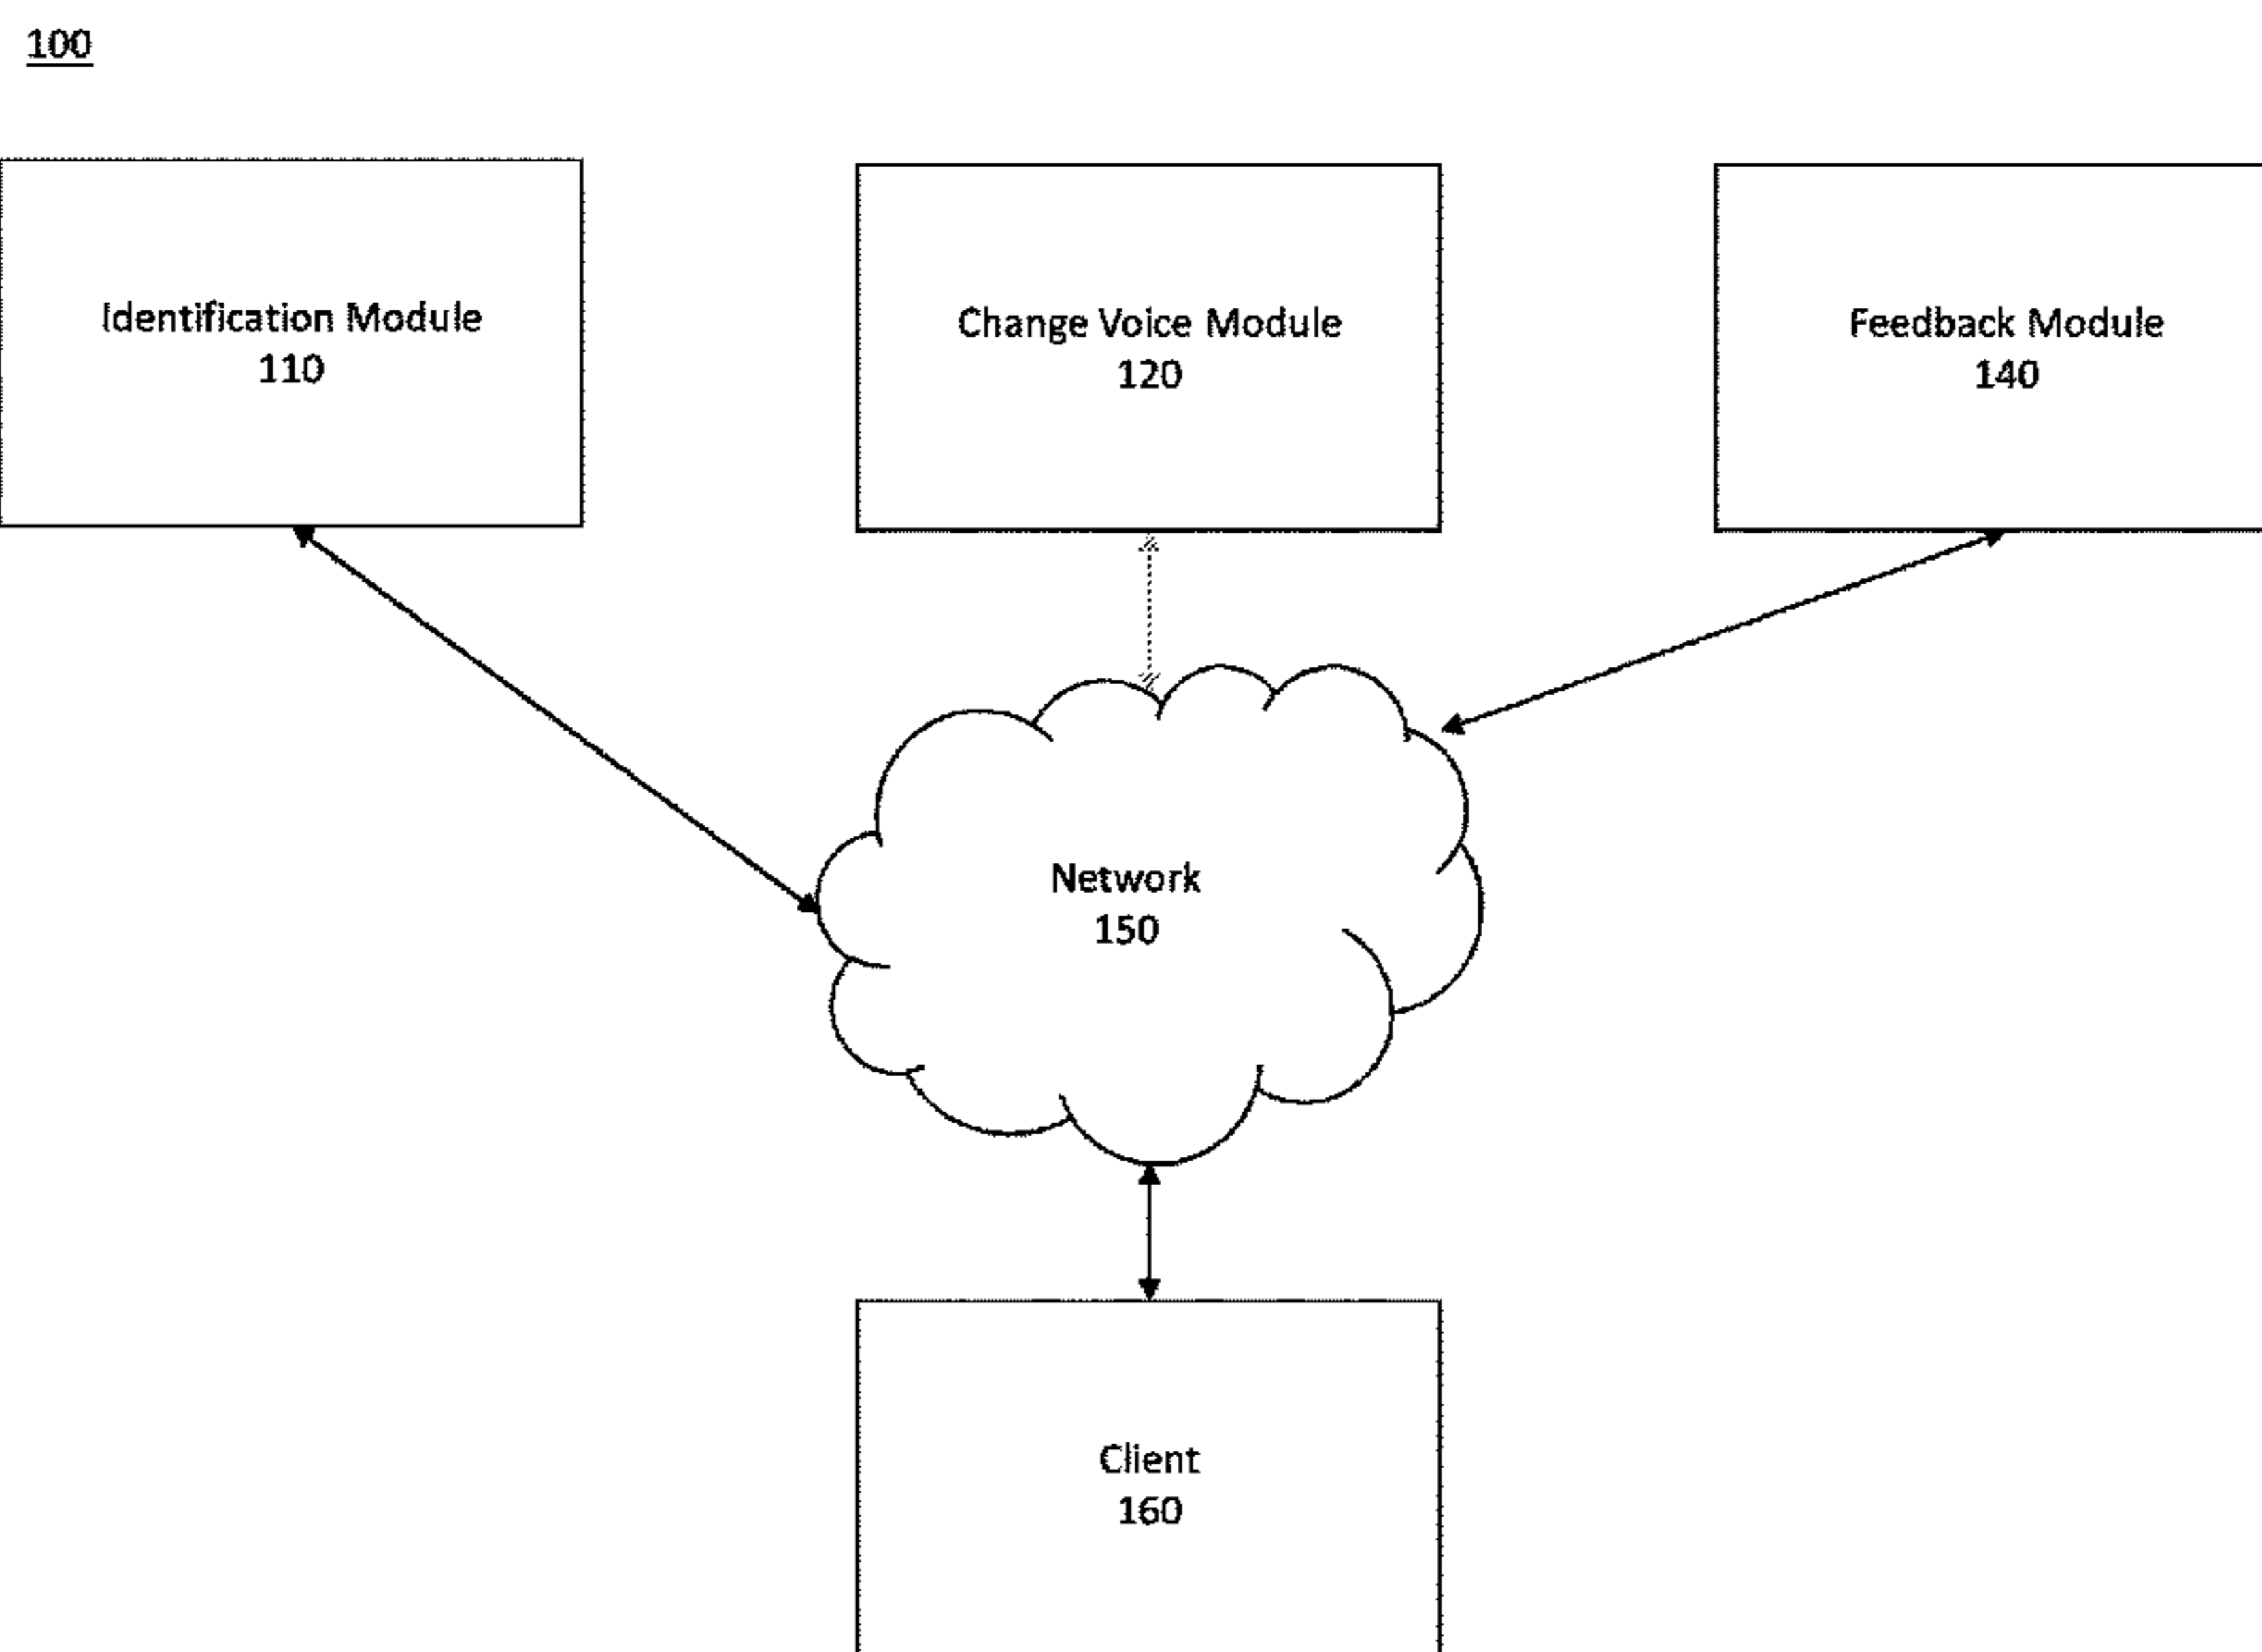 100
Identification Module
110
Change Voice Module
120
Feedback Module
140
Network
150
Client
160